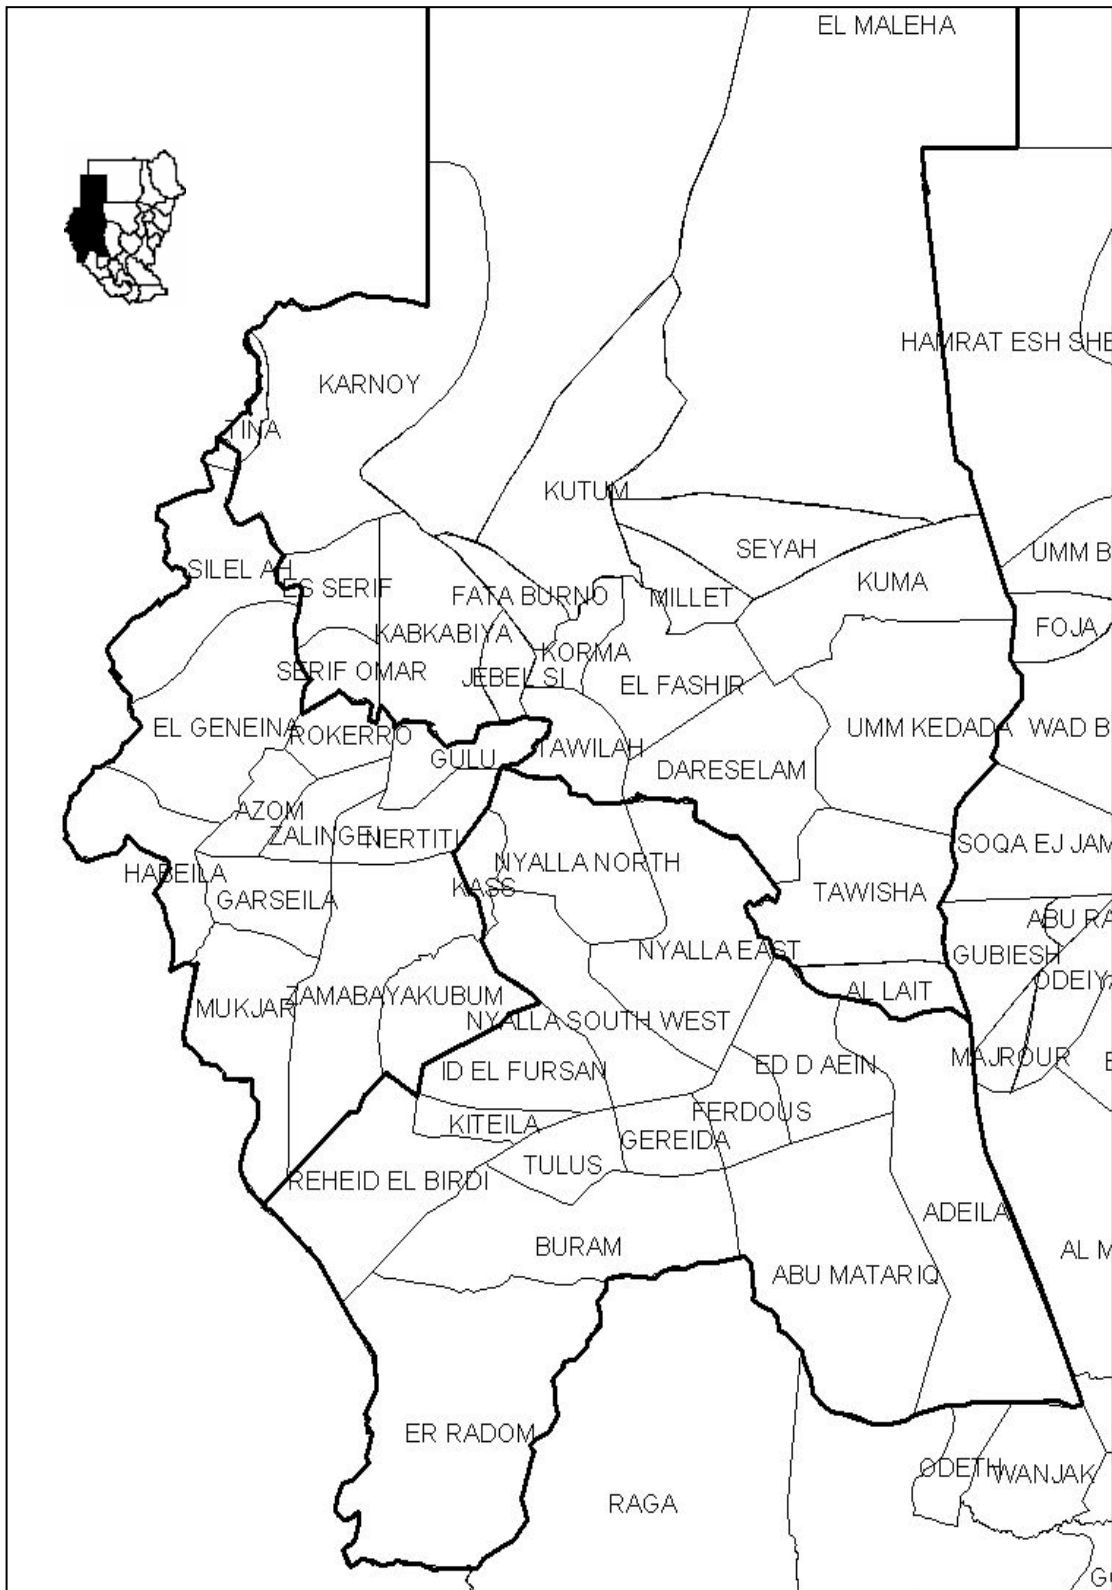 EL MALEHA
HAMRAT ESH SHE
KARNOY
TINA
KUTUM
SEYAH
UMM B
SILEL AH
ES SERIF
FATA BURNO
MILLET
KUMA
FOJA
KABKABIYA
KORMA
SERIF OMAR
JEBEL SI
EL FASHIR
EL GENEINA
ROKERRO
GULU
TAWILAH
UMM KEDADA
WAD B
DARESELAM
AZOM
ZALINGEI
NERTITI
SOQA EJ JAM
HABEILA
GARSEILA
KASS
NYALLA NORTH
TAWISHA
ABU RA
NYALLA EAST
GUBIESH
ODEIYA
AL LAIT
MUKJAR
ZAMABAYAKUBUM
NYALLA SOUTH WEST
MAJROUR
E
ID EL FURSAN
ED D AEIN
KITEILA
FERDOUS
GEREIDA
TULUS
REHEID EL BIRDI
ADEILA
BURAM
AL M
ABU MATARIQ
ER RADOM
ODETH
WANJAK
RAGA